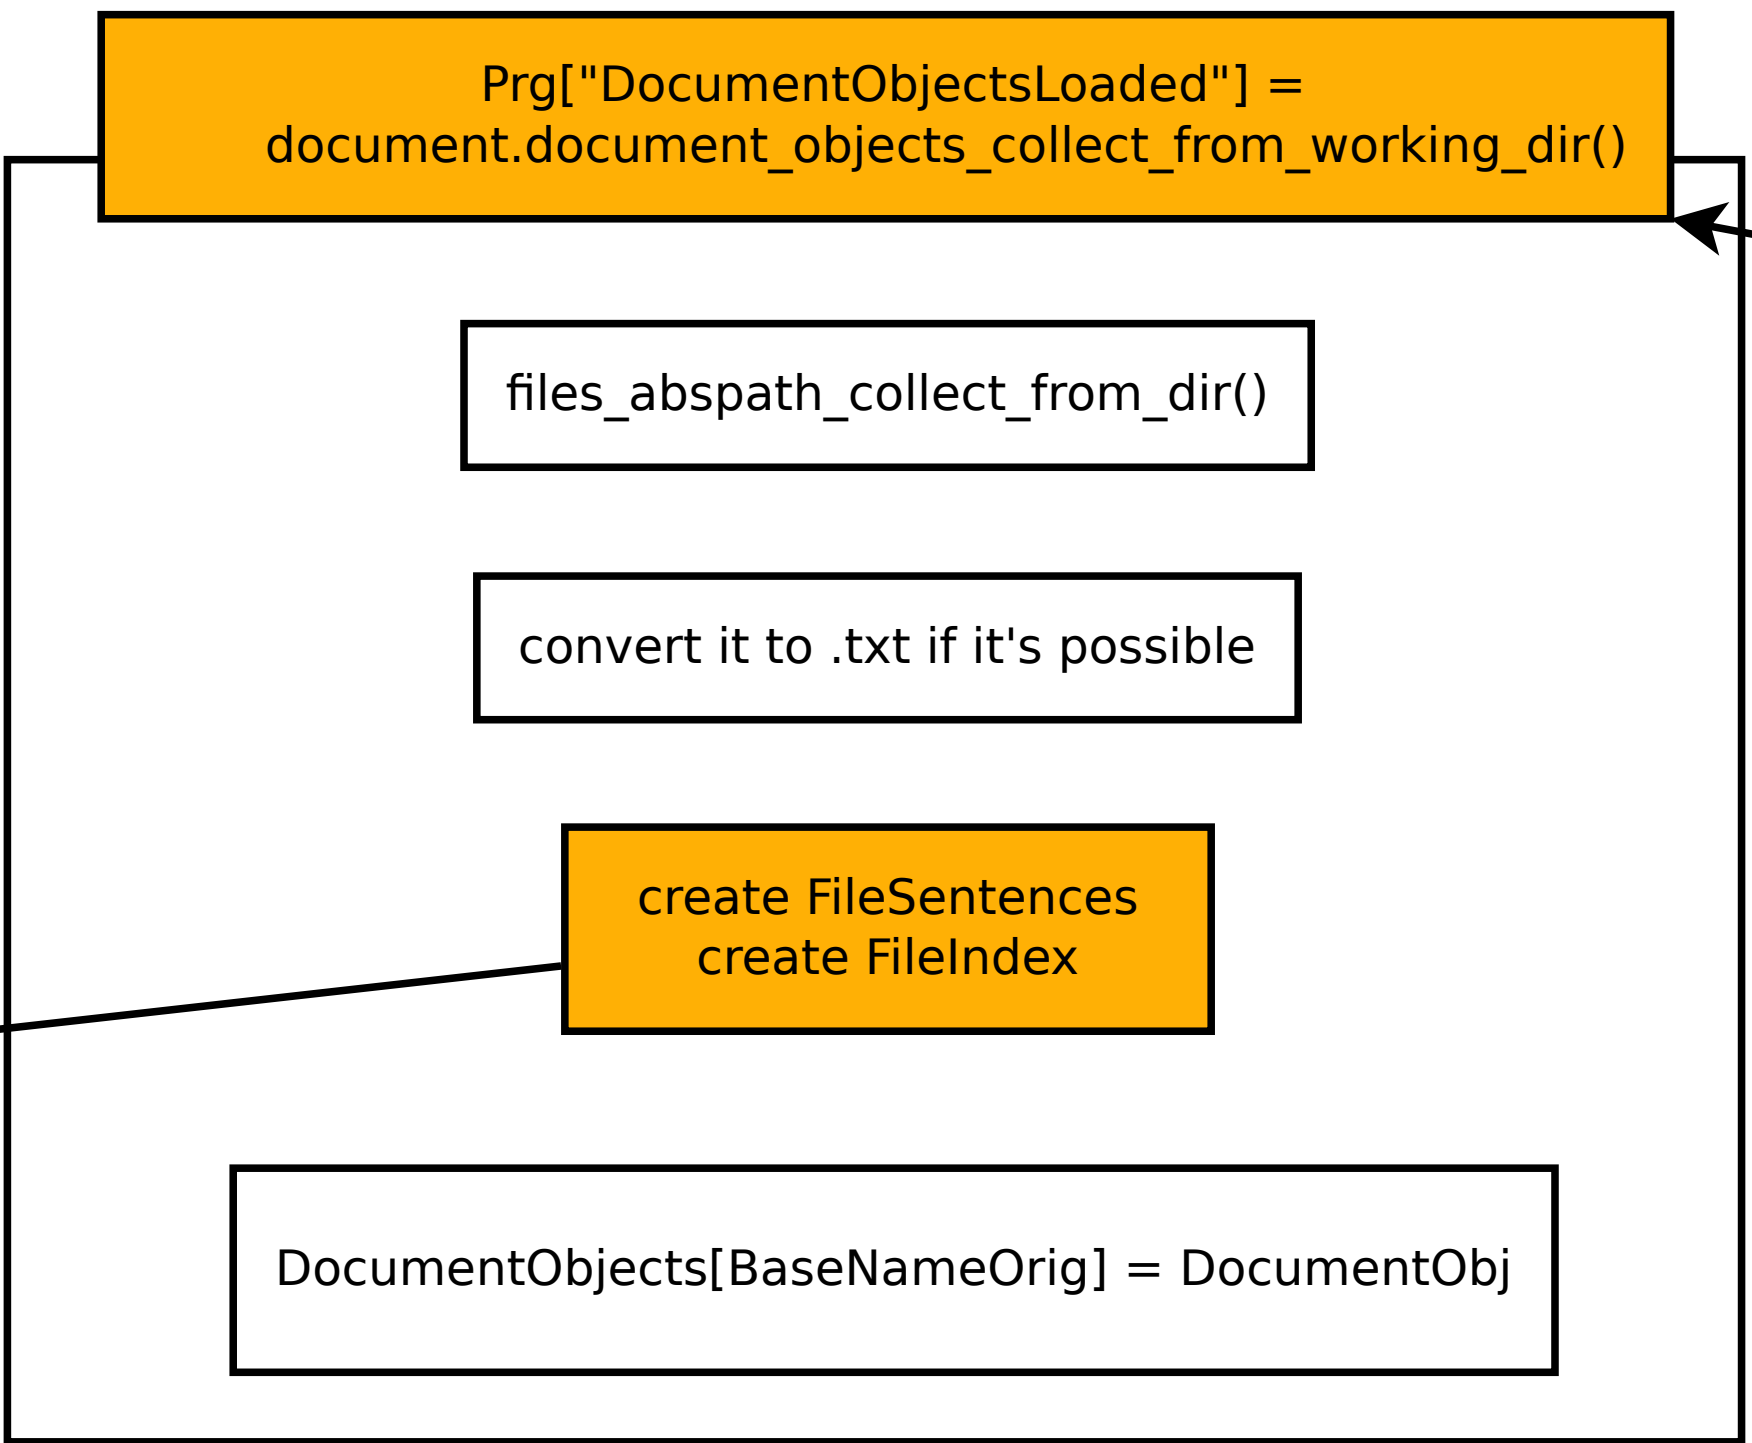 Prg["DocumentObjectsLoaded"] =
document.document_objects_collect_from_working_dir()
files_abspath_collect_from_dir()
convert it to .txt if it's possible
create FileSentences
create FileIndex
DocumentObjects[BaseNameOrig] = DocumentObj